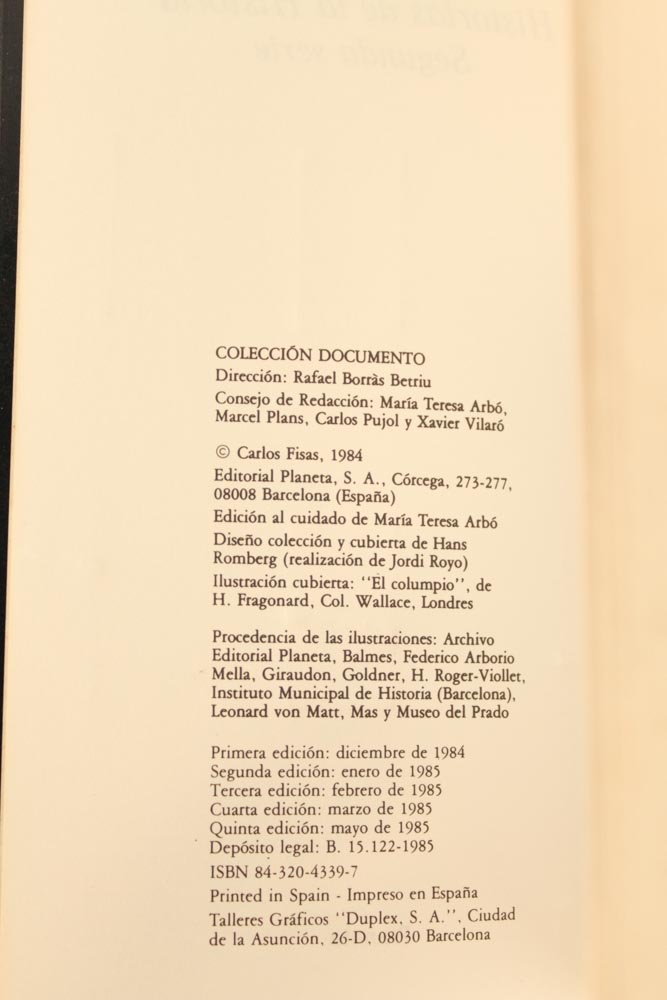 COLECCIÓN DOCUMENTO
Dirección: Rafael Borràs Betriu
Consejo de Redacción: María Teresa Arbó,
Marcel Plans, Carlos Pujol y Xavier Vilaró
© Carlos Fisas, 1984
Editorial Planeta, S. A., Córcega, 273-277,
08008 Barcelona (España)
Edición al cuidado de María Teresa Arbó
Diseño colección y cubierta de Hans
Romberg (realización de Jordi Royo)
Ilustración cubierta: "El columpio", de
H. Fragonard, Col. Wallace, Londres
Procedencia de las ilustraciones: Archivo
Editorial Planeta, Balmes, Federico Arborio
Mella, Giraudon, Goldner, H. Roger-Viollet,
Instituto Municipal de Historia (Barcelona),
Leonard von Matt, Mas y Museo del Prado
Primera edición: diciembre de 1984
Segunda edición: enero de 1985
Tercera edición: febrero de 1985
Cuarta edición: marzo de 1985
Quinta edición: mayo de 1985
Depósito legal: B. 15.122-1985
ISBN 84-320-4339-7
Printed in Spain - Impreso en España
Talleres Gráficos "Duplex, S. A.", Ciudad
de la Asunción, 26-D, 08030 Barcelona